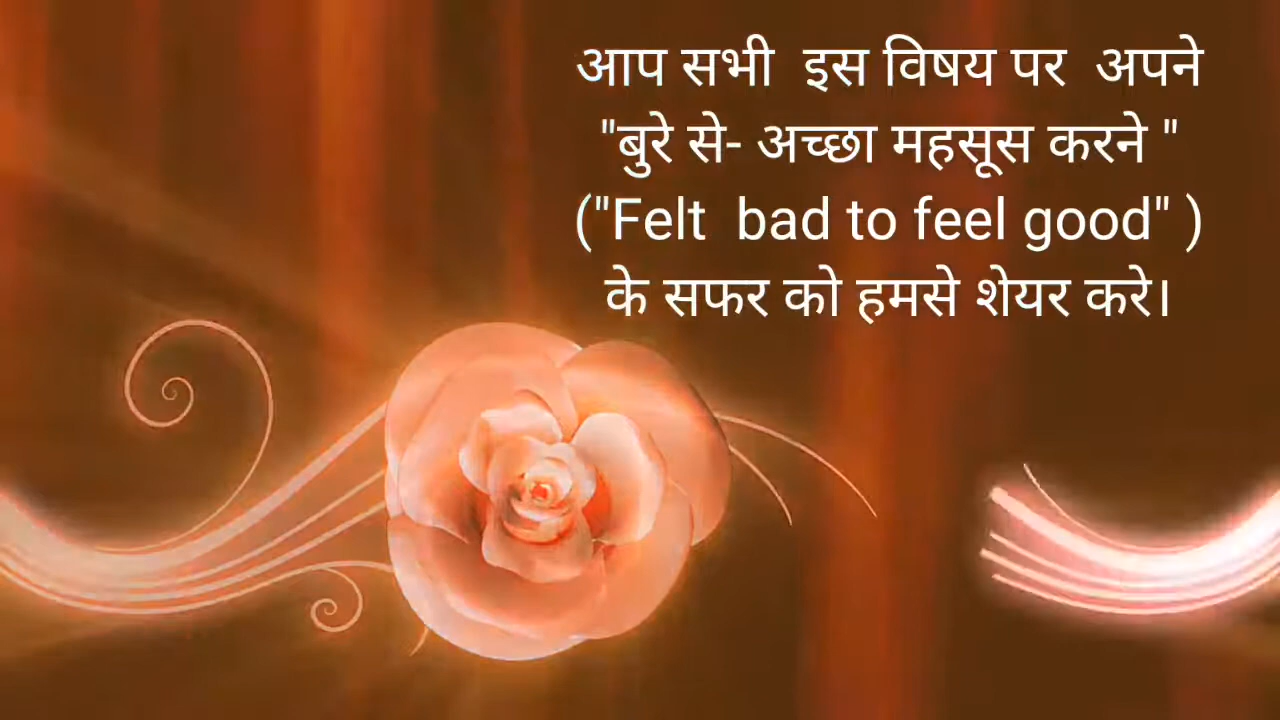 आप सभी इस विषय पर अपने
"बुरे से- अच्छा महसूस करने "
("Felt bad to feel good" )
के सफर को हमसे शेयर करे।